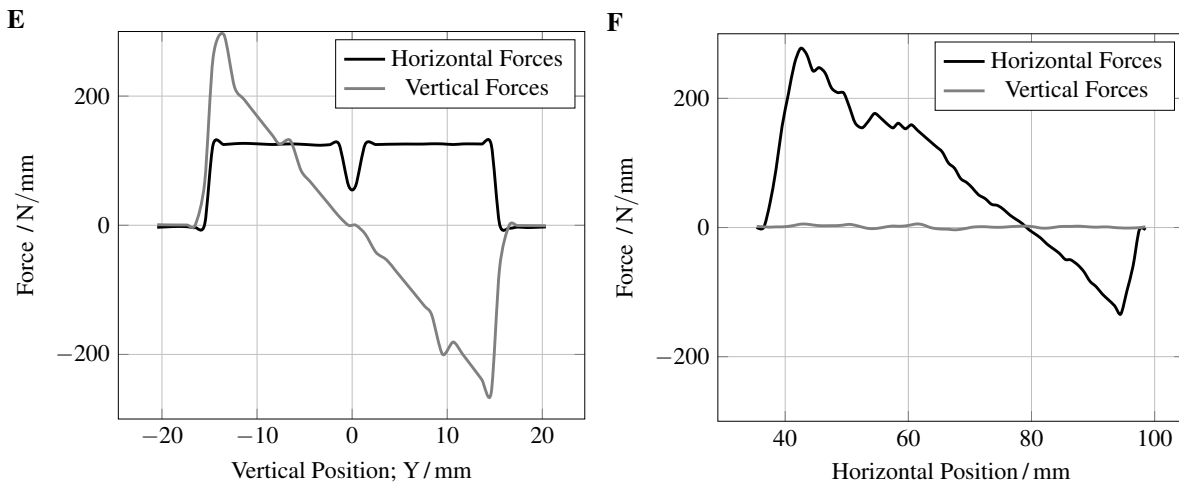 E
Horizontal Forces
Vertical Forces
200
0
−200
Force / N/mm
−20 −10 0 10 20
Vertical Position; Y / mm
F
Horizontal Forces
Vertical Forces
200
0
−200
Force / N/mm
40 60 80 100
Horizontal Position / mm